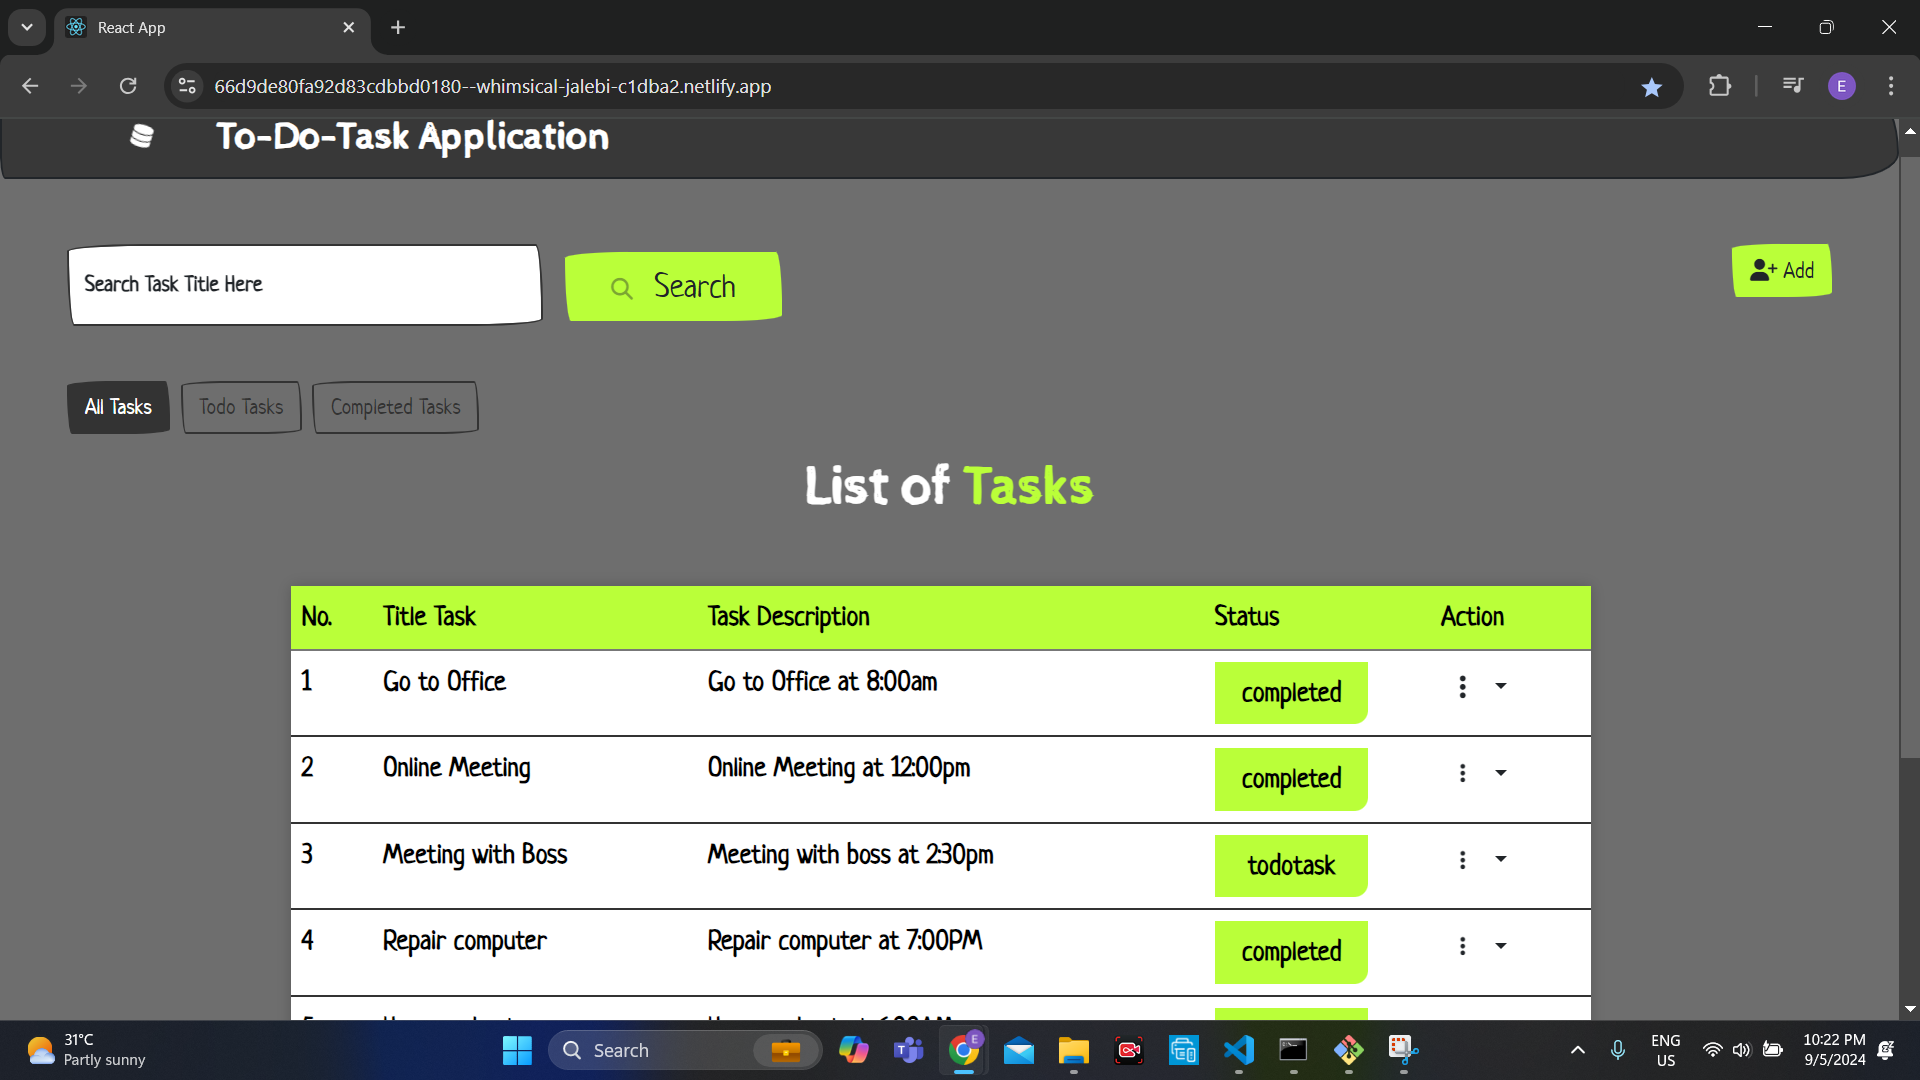 React App
66d9de80fa92d83cdbbd0180--whimsical-jalebi-c1dba2.netlify.app
E
To-Do-Task Application
Search Task Title Here
Search
Add
All Tasks
Todo Tasks
Completed Tasks
List of Tasks
No. Title Task Task Description Status Action
1 Go to Office Go to Office at 8:00am completed
2 Online Meeting Online Meeting at 12:00pm completed
3 Meeting with Boss Meeting with boss at 2:30pm todotask
4 Repair computer Repair computer at 7:00PM completed
31°C
Partly sunny
Search
E
ENG
US
10:22 PM
9/5/2024